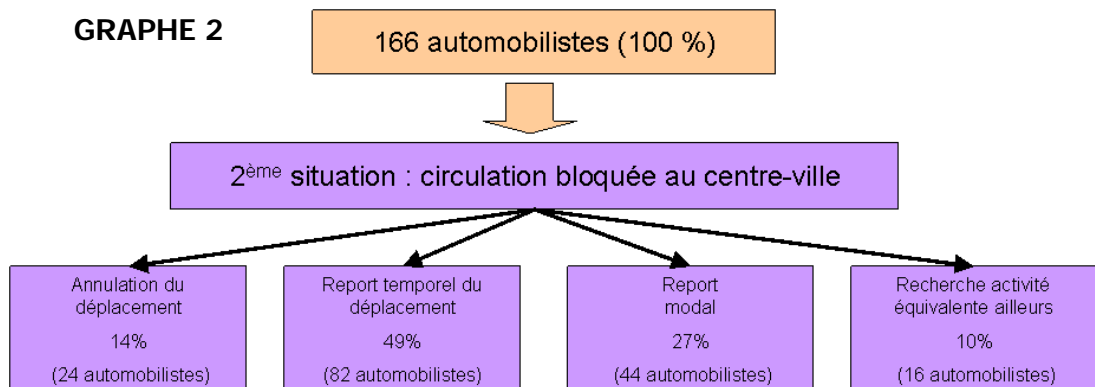 GRAPHE 2
166 automobilistes (100 %)
2ème situation : circulation bloquée au centre-ville
Annulation du
déplacement
14%
(24 automobilistes)
Report temporel du
déplacement
49%
(82 automobilistes)
Report
modal
27%
(44 automobilistes)
Recherche activité
équivalente ailleurs
10%
(16 automobilistes)